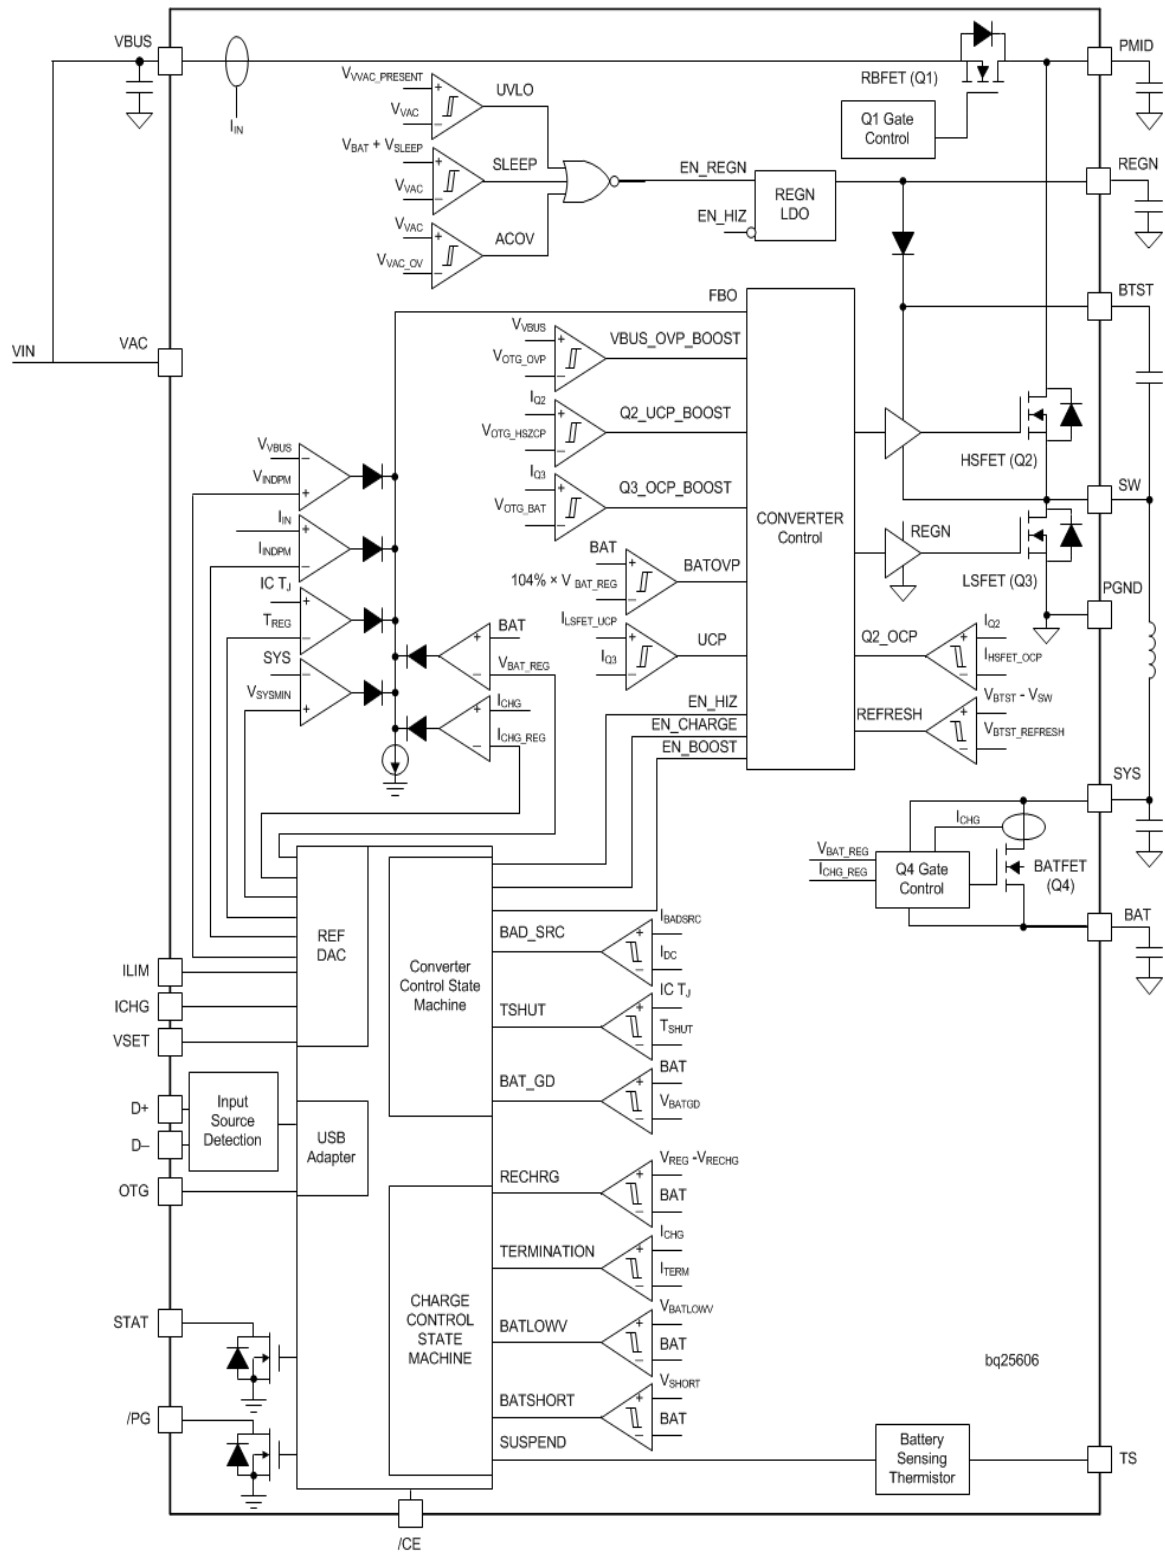 VBUS
IIN
VVAC_PRESENT
+
UVLO
VVAC
−
VBAT + VSLEEP
+
SLEEP
VVAC
−
VVAC
+
ACOV
VVAC_OV
−
EN_REGN
EN_HIZ
REGN
LDO
RBFET (Q1)
Q1 Gate
Control
PMID
REGN
BTST
VIN
VAC
FBO
VVBUS
+
VBUS_OVP_BOOST
VOTG_OVP
−
IQ2
+
Q2_UCP_BOOST
VOTG_HSZCP
−
IQ3
+
Q3_OCP_BOOST
VOTG_BAT
−
BAT
+
BATOVP
104% × V BAT_REG
−
ILSFET_UCP
+
UCP
IQ3
−
EN_HIZ
EN_CHARGE
EN_BOOST
CONVERTER
Control
HSFET (Q2)
SW
REGN
LSFET (Q3)
PGND
Q2_OCP
+
IQ2
IHSFET_OCP
−
REFRESH
+
VBTST - VSW
VBTST_REFRESH
−
VVBUS
−
VINDPM
+
IIN
+
IINDPM
−
IC TJ
+
TREG
−
SYS
−
VSYSMIN
+
+
BAT
VBAT_REG
−
+
ICHG
ICHG_REG
−
SYS
ICHG
VBAT_REG
ICHG_REG
Q4 Gate
Control
BATFET
(Q4)
BAT
REF
DAC
Converter
Control State
Machine
BAD_SRC
+
IBADSRC
IDC
−
TSHUT
+
IC TJ
TSHUT
−
BAT_GD
+
BAT
VBATGD
−
ILIM
ICHG
VSET
D+
D−
Input
Source
Detection
USB
Adapter
OTG
RECHRG
+
VREG -VRECHG
BAT
−
TERMINATION
+
ICHG
ITERM
−
CHARGE
CONTROL
STATE
MACHINE
BATLOWV
+
VBATLOWV
BAT
−
BATSHORT
+
VSHORT
BAT
−
SUSPEND
STAT
/PG
bq25606
Battery
Sensing
Thermistor
TS
/CE